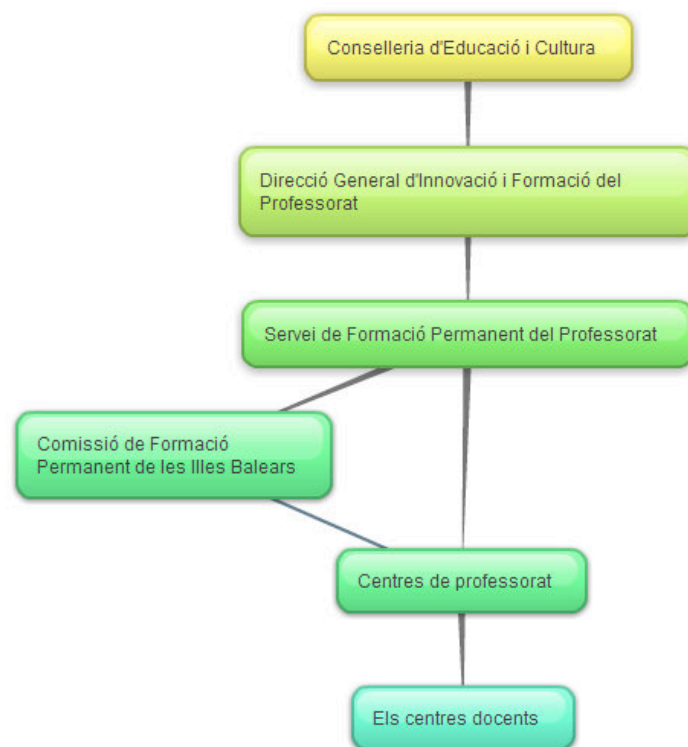 Conselleria d'Educació i Cultura
Direcció General d'Innovació i Formació del
Professorat
Servei de Formació Permanent del Professorat
Comissió de Formació
Permanent de les Illes Balears
Centres de professorat
Els centres docents